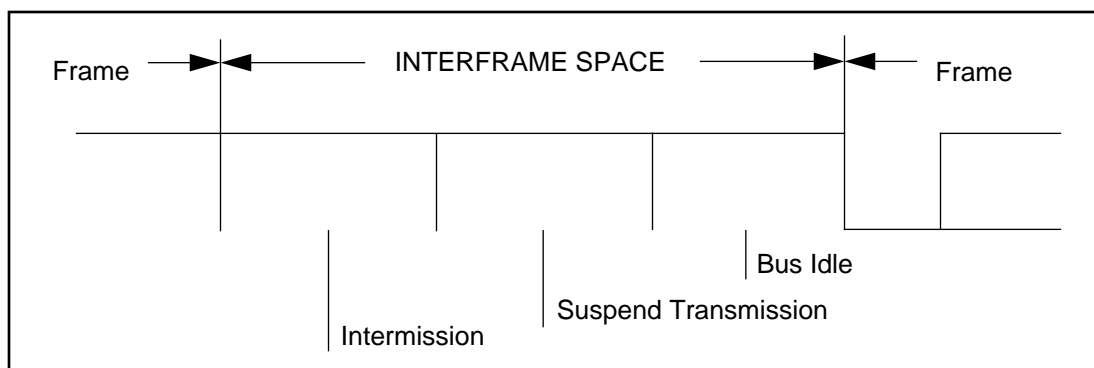 Frame
INTERFRAME SPACE
Frame
Bus Idle
Suspend Transmission
Intermission